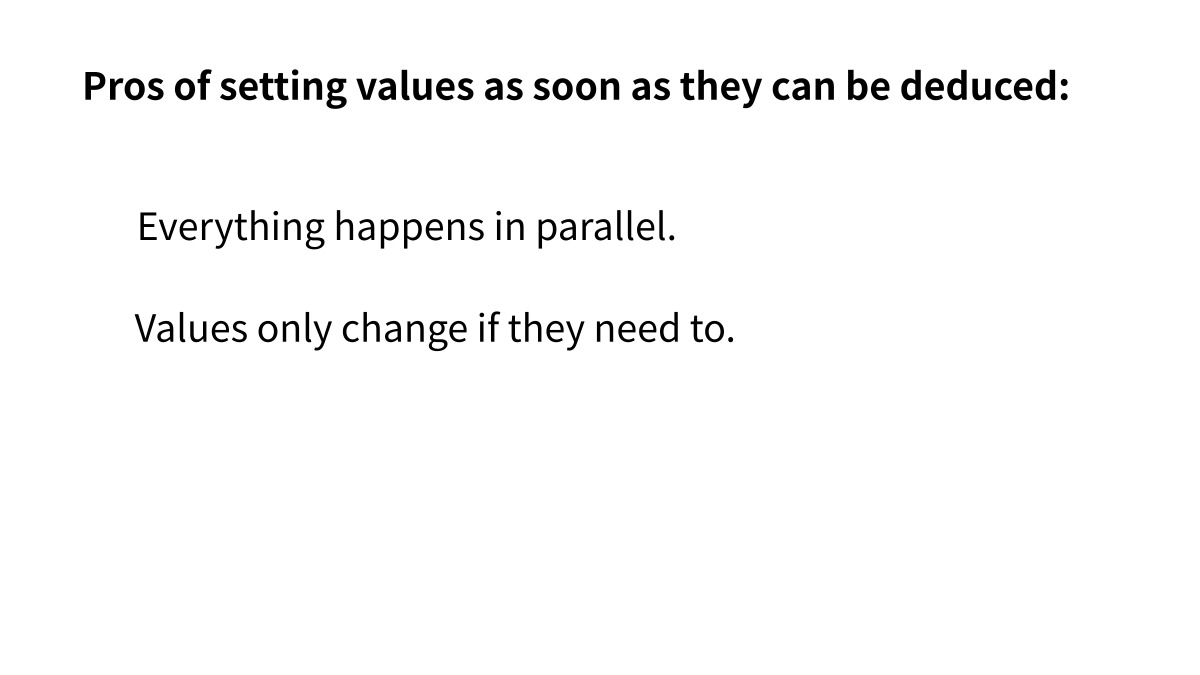 Pros of setting values as soon as they can be deduced:
Everything happens in parallel.
Values only change if they need to.